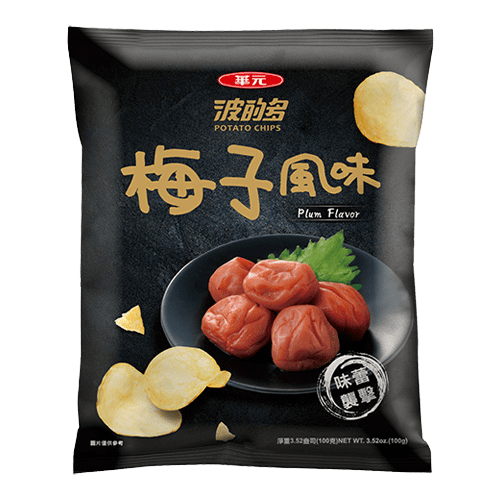 華元
波的多
POTATO CHIPS
梅子風味
Plum Flavor
味蕾
襲擊
圖片僅供參考
淨重3.52盎司(100克)NET WT. 3.52oz.(100g)